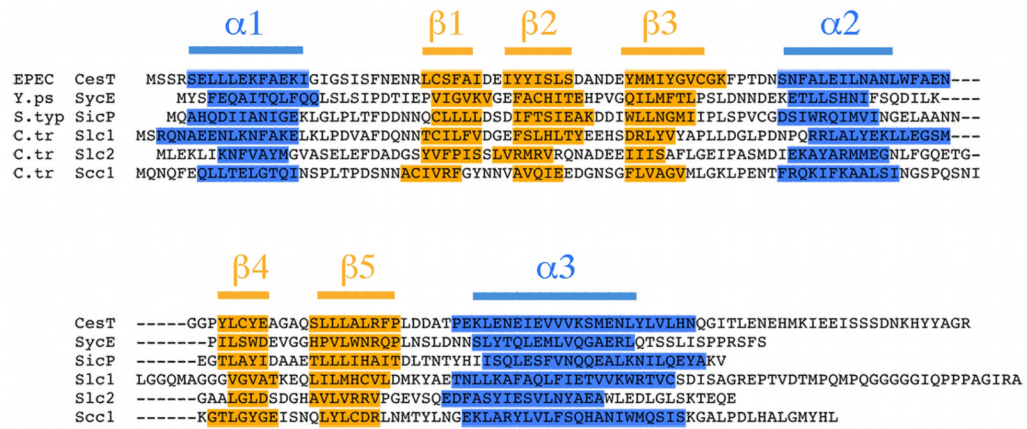 α1 β1 β2 β3 α2
EPEC CesT MSSRSELLLEKFAEKIGIGSISFNENRLCSFAIDEIYYISLSDANDEYMMIYGVCGKFPTDNSNFALEILNANLWFAEN---
Y.ps SycE MYSFEQAITQLFQQLSLSIPDTIEPVIGVKVGEFACHITEHPVGQILMFTLPSLDNNDEKETLLSHNIFSQDILK----
S.typ SicP MQAHQDIIANIGEKLGLPLTFDDNNQCLLLLDSDIFTSIEAKDDIWLLNGMIIPLSPVCGDSIWRQIMVINGELAANN--
C.tr Slc1 MSRQNAEENLKNFAKELKLPDVAFDQNNTCILFVDGEFSLHLTYEEHSDRLYVYAPLLDGLPDNPQRRLALYEKLLEGSM---
C.tr Slc2 MLEKLIKNFVAYMGVASELEFDADGSYVFPISSLVRMRVRQNADEEIIISAFLGEIPASMDIEKAYARMMEGNLFGQETG-
C.tr Scc1 MQNQFEQLLTELGTQINSPLTPDSNNACIVRFGYNNVAVQIEEDGNSGFLVAGVMLGKLPENTFRQKIFKAALSINGSPQSNI
β4 β5 α3
CesT -----GGPYLCYEAGAQSLLLALRFPLDDATPEKLENEIEVVVKSMENLYLVLHNQGITLENEHMKIEEISSSDNKHYYAGR
SycE -----PILSWDEVGGHPVLWNRQPLNSLDNNSLYTQLEMLVQGAERLQTSSLISPPRSFS
SicP -----EGTLAYIDAAETLLLIHAITDLTNTYHIISQLESFVNQQEALKNILQEYAKV
Slc1 LGGQMAGGGVGVATKEQLILMHCVLDMKYAETNLLKAFAQLFIETVVKWRTVCSDISAGREPTVDTMPQMPQGGGGGIQPPPAGIRA
Slc2 -----GAALGLDSDGHAVLVRRVPGEVSQEDFASYIESVLNYAEAWLEDLGLSKTEQE
Scc1 -----KGTLGYGEISNQLYLCDRLNMTYLNGEKLARYLVLFSQHANIWMQSISKGALPDLHALGMYHL